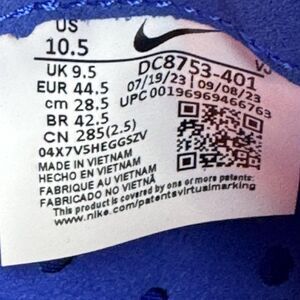 US
10.5
UK 9.5
EUR 44.5
cm 28.5
BR 42.5
CN 285(2.5)
04X7V5HEGGSZV
MADE IN VIETNAM
HECHO EN VIETNAM
FABRIQUE AU VIETNAM
FABRICADO NO VIETNÃ
This product is covered by one or more patents:
www.nike.com/patentsvirtualmarking
VJ
DC8753-401
07/19/23 | 09/08/23
UPC 00196969466763